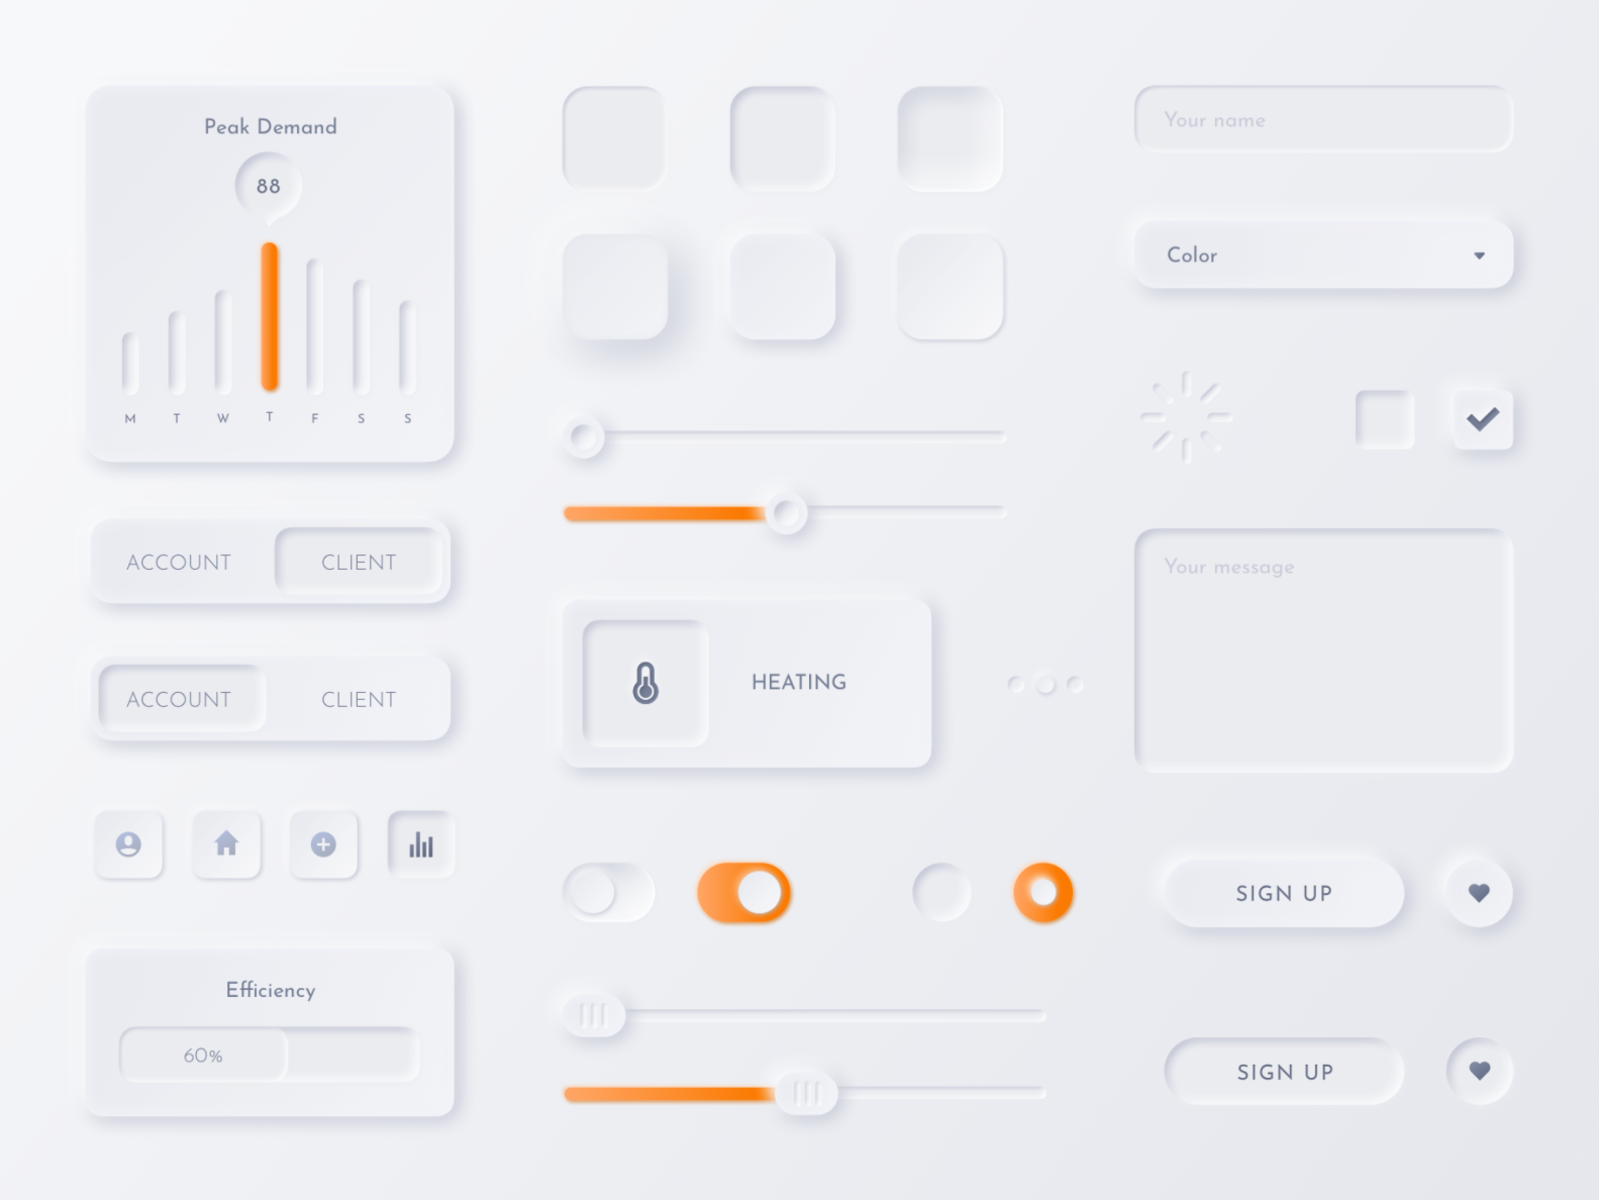 Peak Demand
88
M T W T F S S
ACCOUNT CLIENT
ACCOUNT CLIENT
Efficiency
60%
HEATING
Your name
Color
Your message
SIGN UP
SIGN UP